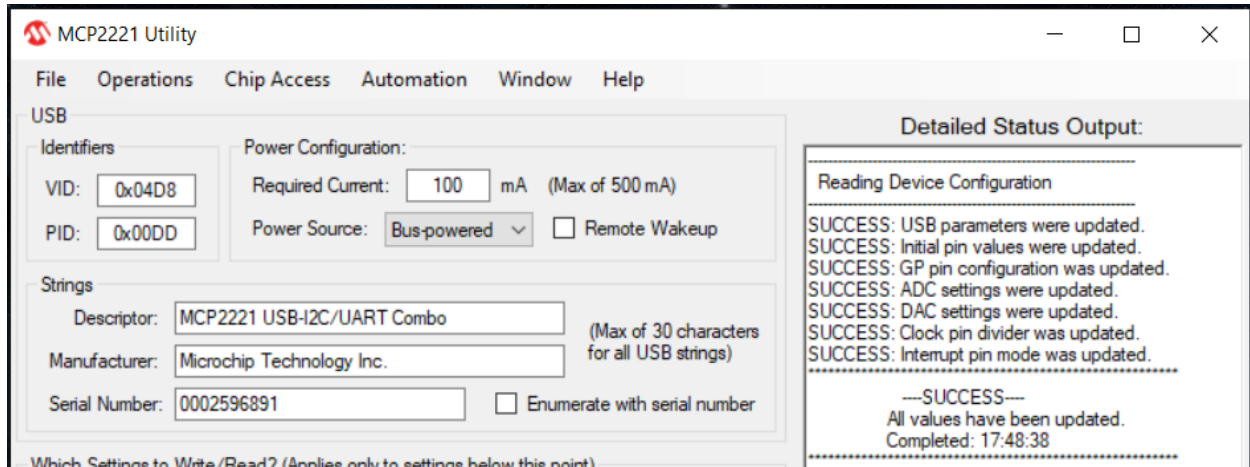 MCP2221 Utility
File Operations Chip Access Automation Window Help
USB
Identifiers
VID: 0x04D8
PID: 0x00DD
Power Configuration:
Required Current: 100 mA (Max of 500 mA)
Power Source: Bus-powered Remote Wakeup
Strings
Descriptor: MCP2221 USB-I2C/UART Combo
Manufacturer: Microchip Technology Inc.
(Max of 30 characters
for all USB strings)
Serial Number: 0002596891 Enumerate with serial number
Which Settings to Write/Read? (Applies only to settings below this point)
Detailed Status Output:
--------------------------------------------------------------
Reading Device Configuration
--------------------------------------------------------------
SUCCESS: USB parameters were updated.
SUCCESS: Initial pin values were updated.
SUCCESS: GP pin configuration was updated.
SUCCESS: ADC settings were updated.
SUCCESS: DAC settings were updated.
SUCCESS: Clock pin divider was updated.
SUCCESS: Interrupt pin mode was updated.
**********************************************************
----SUCCESS----
All values have been updated.
Completed: 17:48:38
**********************************************************